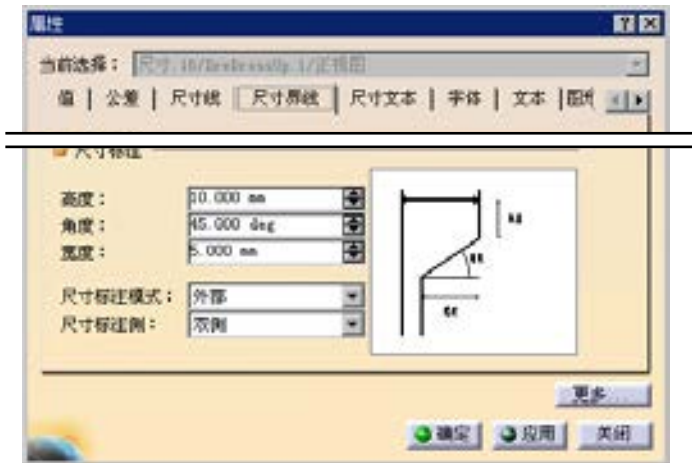 属性
当前选择：
值 公差 尺寸线 尺寸界线 尺寸文本 字体 文本
尺寸标注
高度： 10.000 mm
角度： 45.000 deg
宽度： 5.000 mm
尺寸标注模式： 外部
尺寸标注侧： 双侧
更多...
确定 应用 关闭